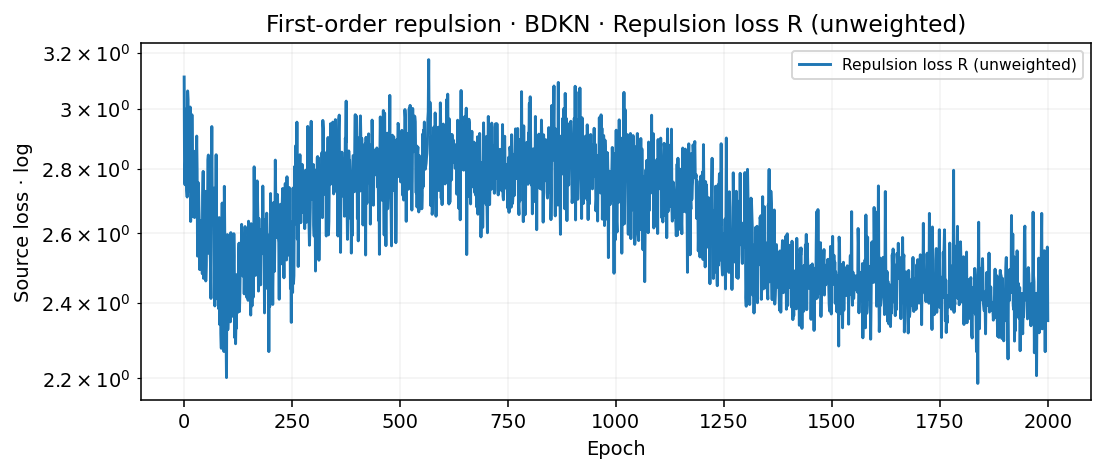 First-order repulsion · BDKN · Repulsion loss R (unweighted)
Repulsion loss R (unweighted)
Source loss · log
3.2 × 10⁰
3 × 10⁰
2.8 × 10⁰
2.6 × 10⁰
2.4 × 10⁰
2.2 × 10⁰
0 250 500 750 1000 1250 1500 1750 2000
Epoch